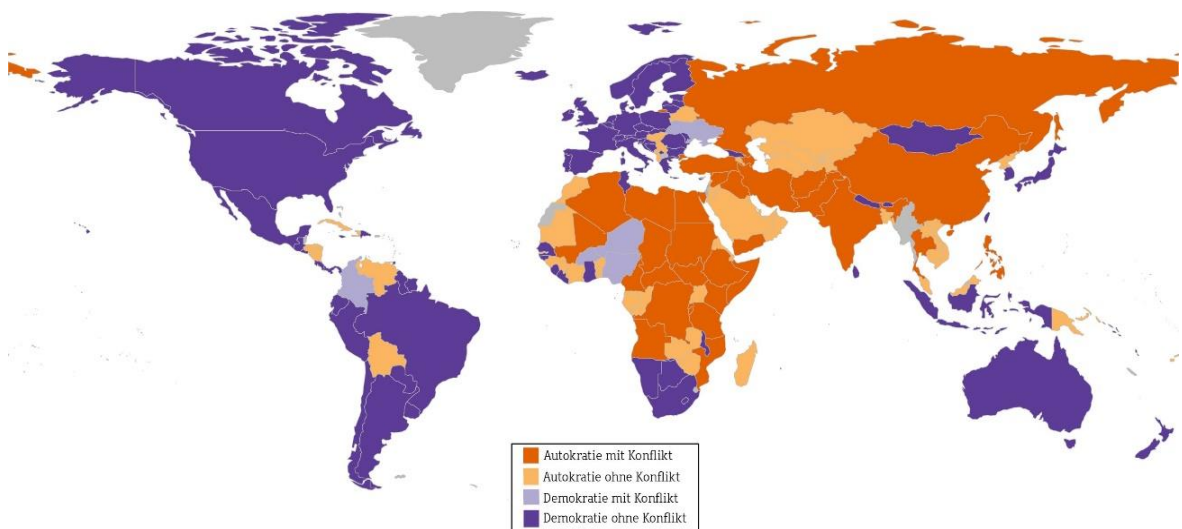 Autokratie mit Konflikt
Autokratie ohne Konflikt
Demokratie mit Konflikt
Demokratie ohne Konflikt